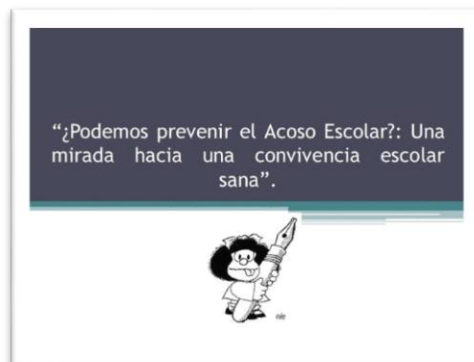 “¿Podemos prevenir el Acoso Escolar?: Una
mirada hacia una convivencia escolar
sana”.